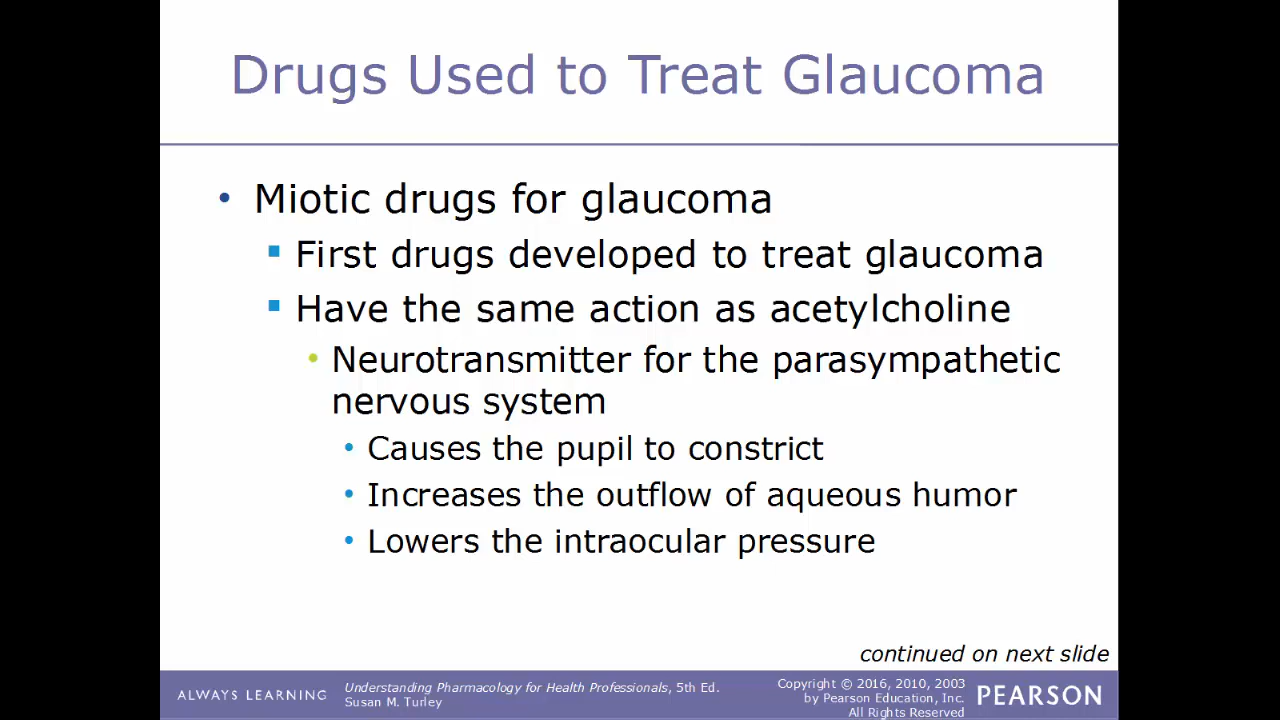 Drugs Used to Treat Glaucoma
• Miotic drugs for glaucoma
▪ First drugs developed to treat glaucoma
▪ Have the same action as acetylcholine
• Neurotransmitter for the parasympathetic
nervous system
• Causes the pupil to constrict
• Increases the outflow of aqueous humor
• Lowers the intraocular pressure
continued on next slide
ALWAYS LEARNING
Understanding Pharmacology for Health Professionals, 5th Ed.
Susan M. Turley
Copyright © 2016, 2010, 2003
by Pearson Education, Inc.
All Rights Reserved
PEARSON